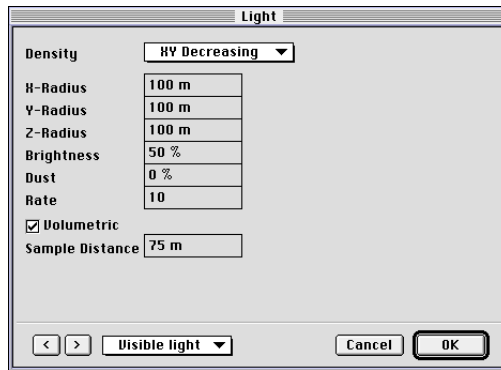 Light
Density XY Decreasing
X-Radius 100 m
Y-Radius 100 m
Z-Radius 100 m
Brightness 50 %
Dust 0 %
Rate 10
Volumetric
Sample Distance 75 m
< > Visible light Cancel OK